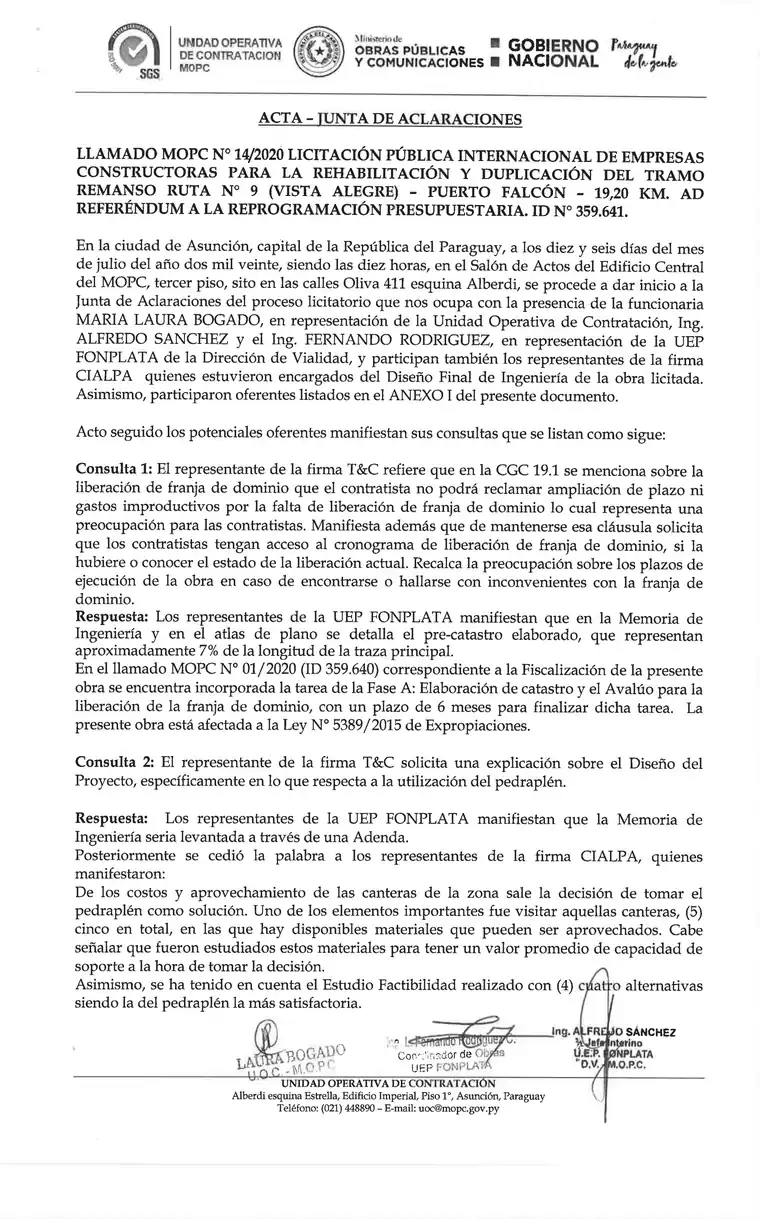 UNIDAD OPERATIVA
DE CONTRATACION
MOPC
SGS
Ministerio de
OBRAS PÚBLICAS
Y COMUNICACIONES
GOBIERNO
NACIONAL
Paraguay
de la gente
ACTA – JUNTA DE ACLARACIONES
LLAMADO MOPC N° 14/2020 LICITACIÓN PÚBLICA INTERNACIONAL DE EMPRESAS
CONSTRUCTORAS PARA LA REHABILITACIÓN Y DUPLICACIÓN DEL TRAMO
REMANSO RUTA N° 9 (VISTA ALEGRE) – PUERTO FALCÓN – 19,20 KM. AD
REFERÉNDUM A LA REPROGRAMACIÓN PRESUPUESTARIA. ID N° 359.641.
En la ciudad de Asunción, capital de la República del Paraguay, a los diez y seis días del mes
de julio del año dos mil veinte, siendo las diez horas, en el Salón de Actos del Edificio Central
del MOPC, tercer piso, sito en las calles Oliva 411 esquina Alberdi, se procede a dar inicio a la
Junta de Aclaraciones del proceso licitatorio que nos ocupa con la presencia de la funcionaria
MARIA LAURA BOGADO, en representación de la Unidad Operativa de Contratación, Ing.
ALFREDO SANCHEZ y el Ing. FERNANDO RODRIGUEZ, en representación de la UEP
FONPLATA de la Dirección de Vialidad, y participan también los representantes de la firma
CIALPA quienes estuvieron encargados del Diseño Final de Ingeniería de la obra licitada.
Asimismo, participaron oferentes listados en el ANEXO I del presente documento.
Acto seguido los potenciales oferentes manifiestan sus consultas que se listan como sigue:
Consulta 1: El representante de la firma T&C refiere que en la CGC 19.1 se menciona sobre la
liberación de franja de dominio que el contratista no podrá reclamar ampliación de plazo ni
gastos improductivos por la falta de liberación de franja de dominio lo cual representa una
preocupación para las contratistas. Manifiesta además que de mantenerse esa cláusula solicita
que los contratistas tengan acceso al cronograma de liberación de franja de dominio, si la
hubiere o conocer el estado de la liberación actual. Recalca la preocupación sobre los plazos de
ejecución de la obra en caso de encontrarse o hallarse con inconvenientes con la franja de
dominio.
Respuesta: Los representantes de la UEP FONPLATA manifiestan que en la Memoria de
Ingeniería y en el atlas de plano se detalla el pre-catastro elaborado, que representan
aproximadamente 7% de la longitud de la traza principal.
En el llamado MOPC N° 01/2020 (ID 359.640) correspondiente a la Fiscalización de la presente
obra se encuentra incorporada la tarea de la Fase A: Elaboración de catastro y el Avalúo para la
liberación de la franja de dominio, con un plazo de 6 meses para finalizar dicha tarea. La
presente obra está afectada a la Ley N° 5389/2015 de Expropiaciones.
Consulta 2: El representante de la firma T&C solicita una explicación sobre el Diseño del
Proyecto, específicamente en lo que respecta a la utilización del pedraplén.
Respuesta: Los representantes de la UEP FONPLATA manifiestan que la Memoria de
Ingeniería seria levantada a través de una Adenda.
Posteriormente se cedió la palabra a los representantes de la firma CIALPA, quienes
manifestaron:
De los costos y aprovechamiento de las canteras de la zona sale la decisión de tomar el
pedraplén como solución. Uno de los elementos importantes fue visitar aquellas canteras, (5)
cinco en total, en las que hay disponibles materiales que pueden ser aprovechados. Cabe
señalar que fueron estudiados estos materiales para tener un valor promedio de capacidad de
soporte a la hora de tomar la decisión.
Asimismo, se ha tenido en cuenta el Estudio Factibilidad realizado con (4) cuatro alternativas
siendo la del pedraplén la más satisfactoria.
LAURA BOGADO
U.O.C. - M.O.P.C
Fernando Rodríguez
Coordinador de Obras
UEP FONPLATA
Ing. ALFREDO SÁNCHEZ
Jefe Interino
U.E.P. FONPLATA
D.V. M.O.P.C.
UNIDAD OPERATIVA DE CONTRATACIÓN
Alberdi esquina Estrella, Edificio Imperial, Piso 1°, Asunción, Paraguay
Teléfono: (021) 448890 – E-mail: uoc@mopc.gov.py